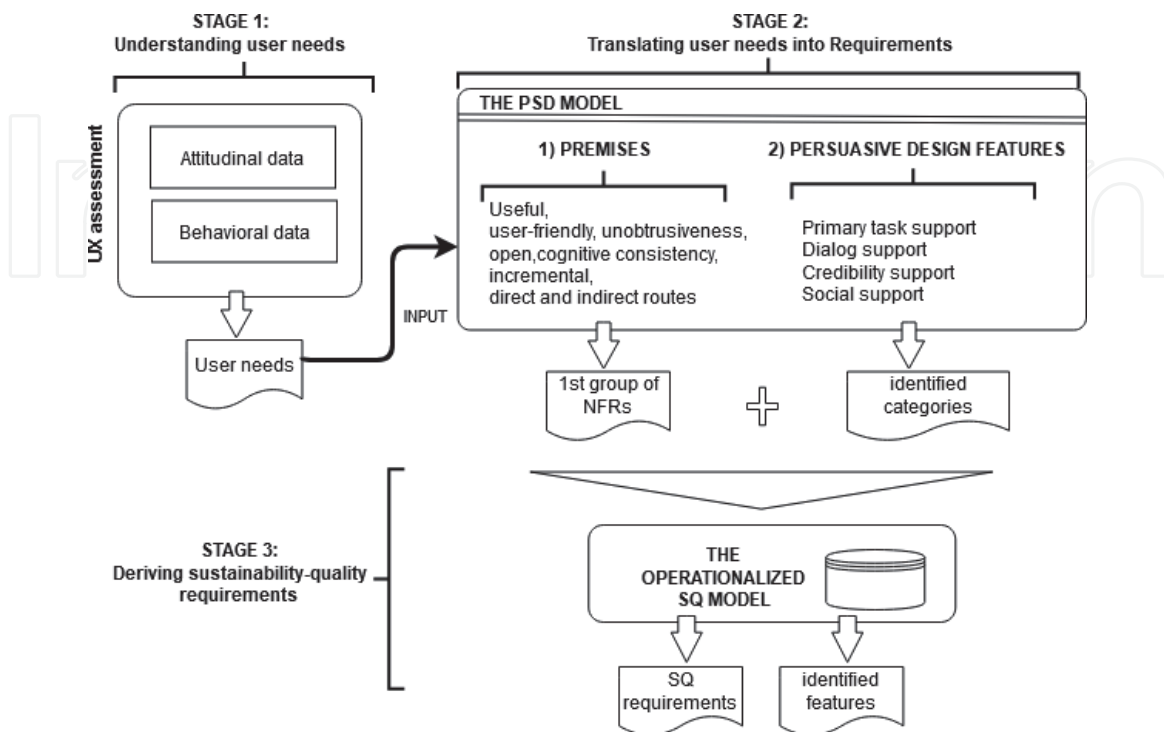 STAGE 1:
Understanding user needs
UX assessment
Attitudinal data
Behavioral data
User needs
INPUT
STAGE 2:
Translating user needs into Requirements
THE PSD MODEL
1) PREMISES
Useful,
user-friendly, unobtrusiveness,
open,cognitive consistency,
incremental,
direct and indirect routes
2) PERSUASIVE DESIGN FEATURES
Primary task support
Dialog support
Credibility support
Social support
1st group of
NFRs
identified
categories
STAGE 3:
Deriving sustainability-quality
requirements
THE
OPERATIONALIZED
SQ MODEL
SQ
requirements
identified
features